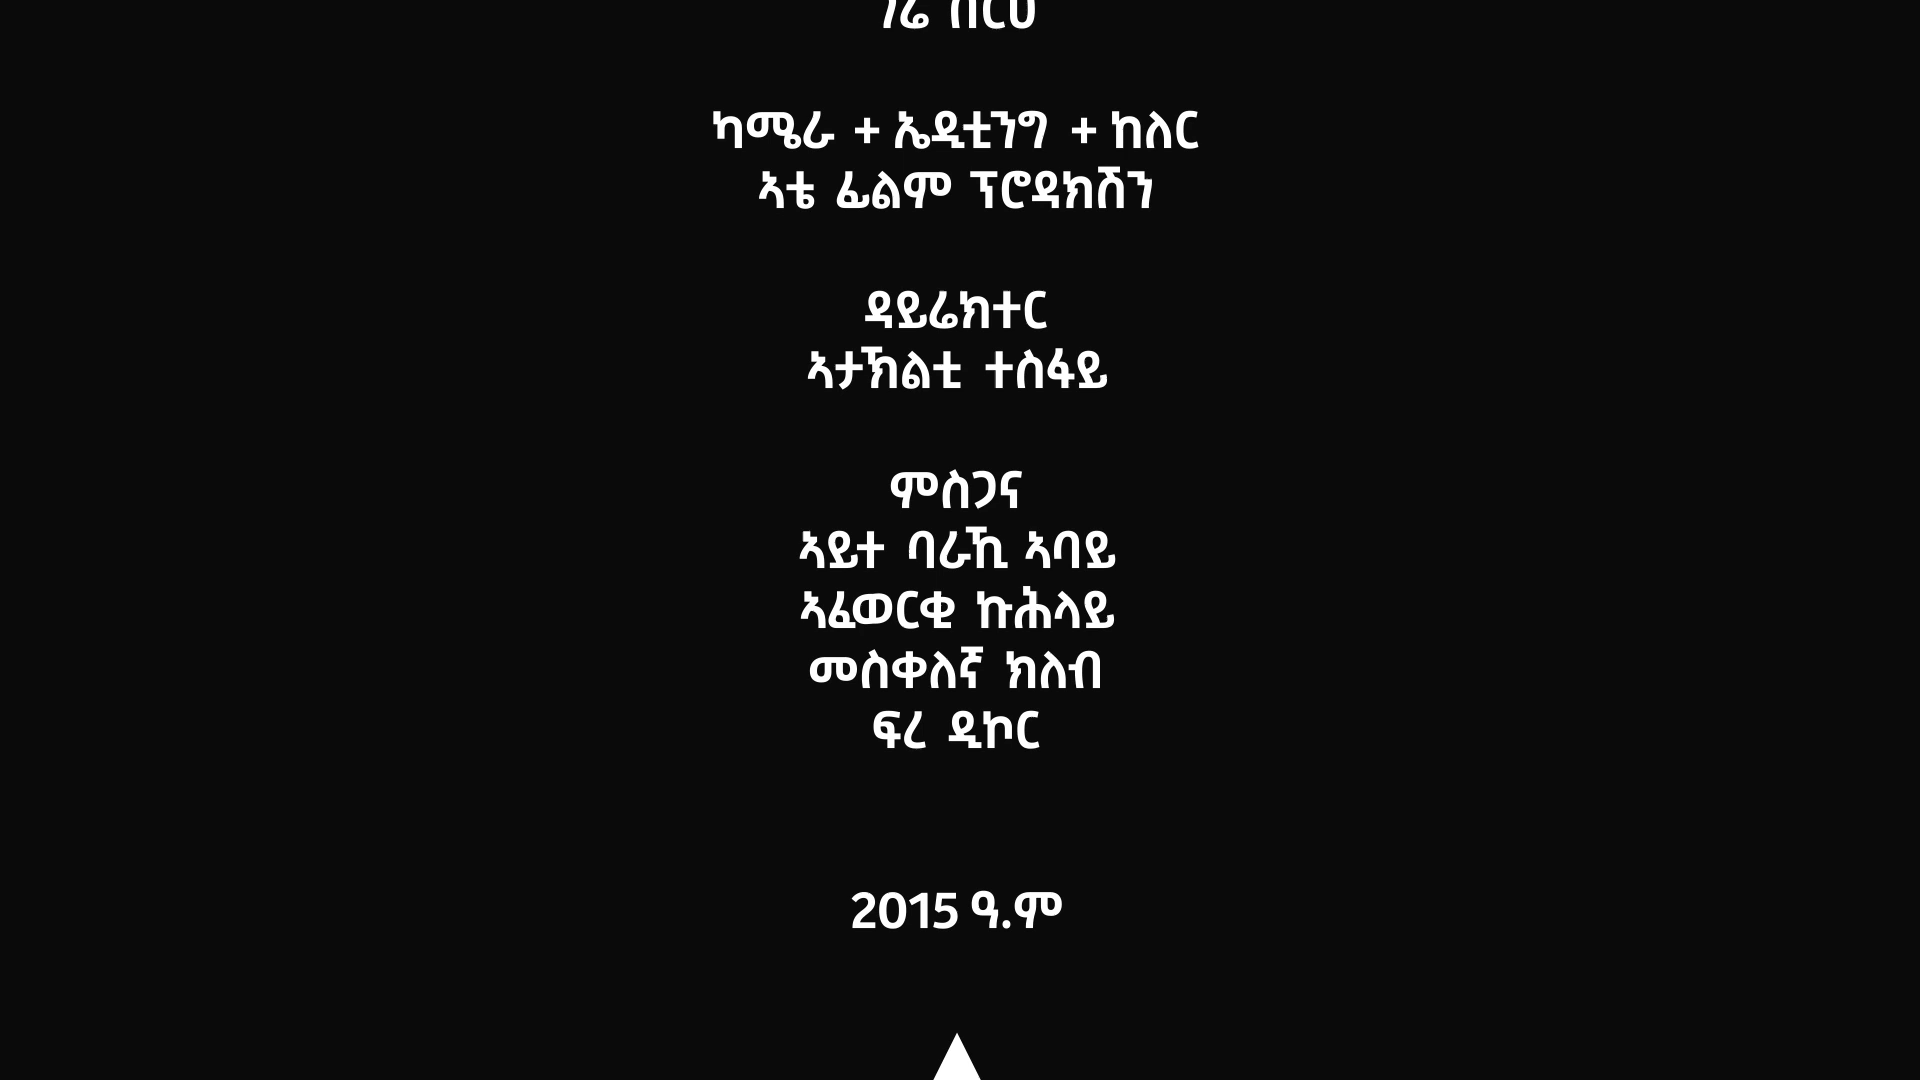 ካሜራ + ኤዲቲንግ + ከለር
ኣቴ ፊልም ፕሮዳክሽን
ዳይሬክተር
ኣታኽልቲ ተስፋይ
ምስጋና
ኣይተ ባራኺ ኣባይ
ኣፈወርቁ ኩሕላይ
መስቀለኛ ክለብ
ፍረ ዲኮር
2015 ዓ.ም